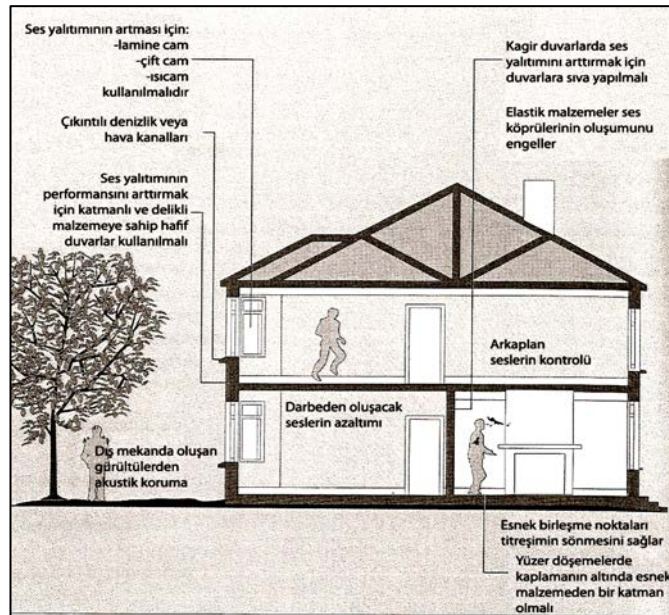 Ses yalıtımının artması için:
-lamine cam
-çift cam
-ısıcam
kullanılmalıdır
Çıkıntılı denizlik veya
hava kanalları
Ses yalıtımının
performansını arttırmak
için katmanlı ve delikli
malzemeye sahip hafif
duvarlar kullanılmalı
Kagir duvarlarda ses
yalıtımını arttırmak için
duvarlara sıva yapılmalı
Elastik malzemeler ses
köprülerinin oluşumunu
engeller
Arkaplan
seslerin kontrolü
Darbeden oluşacak
seslerin azaltımı
Dış mekanda oluşan
gürültülerden
akustik koruma
Esnek birleşme noktaları
titreşimin sönmesini sağlar
Yüzer döşemelerde
kaplamanın altında esnek
malzemeden bir katman
olmalı